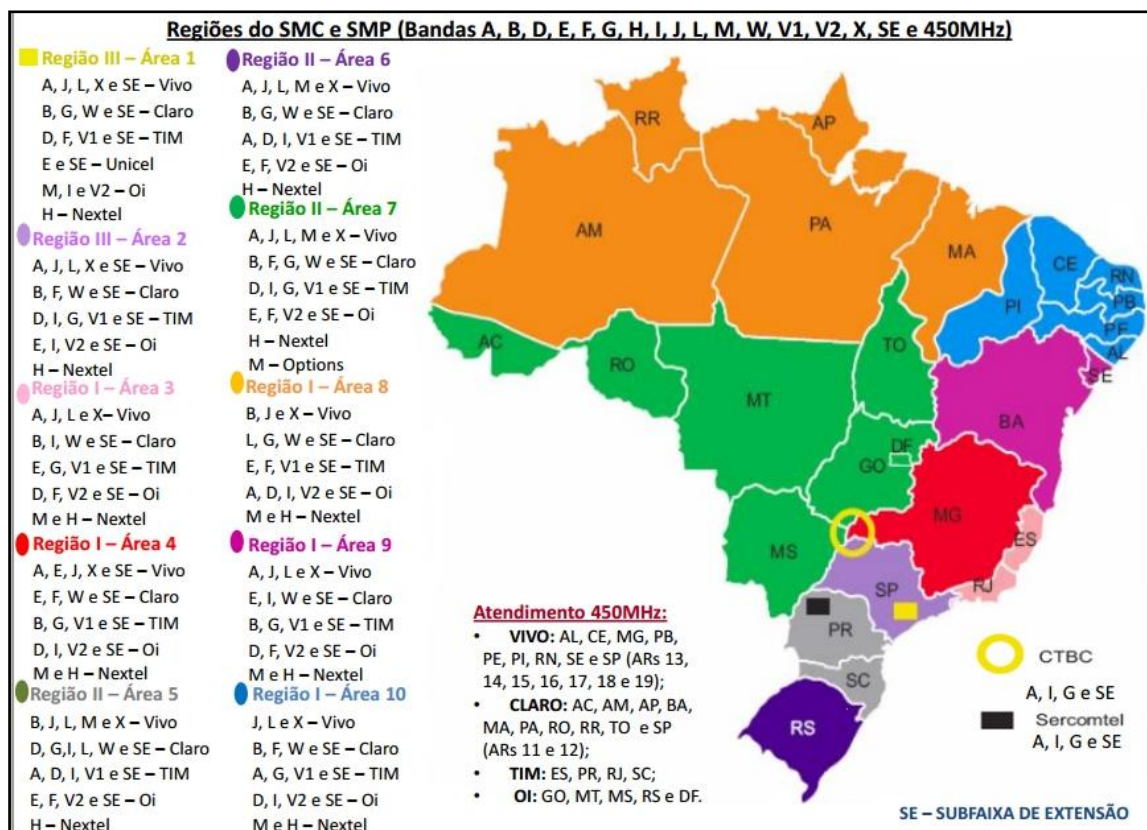 Regiões do SMC e SMP (Bandas A, B, D, E, F, G, H, I, J, L, M, W, V1, V2, X, SE e 450MHz)
Região III – Área 1
A, J, L, X e SE – Vivo
B, G, W e SE – Claro
D, F, V1 e SE – TIM
E e SE – Unicel
M, I e V2 – Oi
H – Nextel
Região III – Área 2
A, J, L, X e SE – Vivo
B, F, W e SE – Claro
D, I, G, V1 e SE – TIM
E, I, V2 e SE – Oi
H – Nextel
Região I – Área 3
A, J, L e X– Vivo
B, I, W e SE – Claro
E, G, V1 e SE – TIM
D, F, V2 e SE – Oi
M e H – Nextel
Região I – Área 4
A, E, J, X e SE – Vivo
E, F, W e SE – Claro
B, G, V1 e SE – TIM
D, I, V2 e SE – Oi
M e H – Nextel
Região II – Área 5
B, J, L, M e X – Vivo
D, G,I, L, W e SE – Claro
A, D, I, V1 e SE – TIM
E, F, V2 e SE – Oi
H – Nextel
Região II – Área 6
A, J, L, M e X – Vivo
B, G, W e SE – Claro
A, D, I, V1 e SE – TIM
E, F, V2 e SE – Oi
H – Nextel
Região II – Área 7
A, J, L, M e X – Vivo
B, F, G, W e SE – Claro
D, I, G, V1 e SE – TIM
E, F, V2 e SE – Oi
H – Nextel
M – Options
Região I – Área 8
B, J e X – Vivo
L, G, W e SE – Claro
E, F, V1 e SE – TIM
A, D, I, V2 e SE – Oi
M e H – Nextel
Região I – Área 9
A, J, L e X – Vivo
E, I, W e SE – Claro
B, G, V1 e SE – TIM
D, F, V2 e SE – Oi
M e H – Nextel
Região I – Área 10
J, L e X – Vivo
B, F, W e SE – Claro
A, G, V1 e SE – TIM
D, I, V2 e SE – Oi
M e H – Nextel
RR
AP
AM
PA
MA
CE
RN
PB
PE
PI
AL
SE
AC
RO
TO
MT
BA
DF
GO
MG
ES
MS
SP
RJ
PR
SC
RS
Atendimento 450MHz:
• VIVO: AL, CE, MG, PB,
PE, PI, RN, SE e SP (ARs 13,
14, 15, 16, 17, 18 e 19);
• CLARO: AC, AM, AP, BA,
MA, PA, RO, RR, TO e SP
(ARs 11 e 12);
• TIM: ES, PR, RJ, SC;
• OI: GO, MT, MS, RS e DF.
CTBC
A, I, G e SE
Sercomtel
A, I, G e SE
SE – SUBFAIXA DE EXTENSÃO